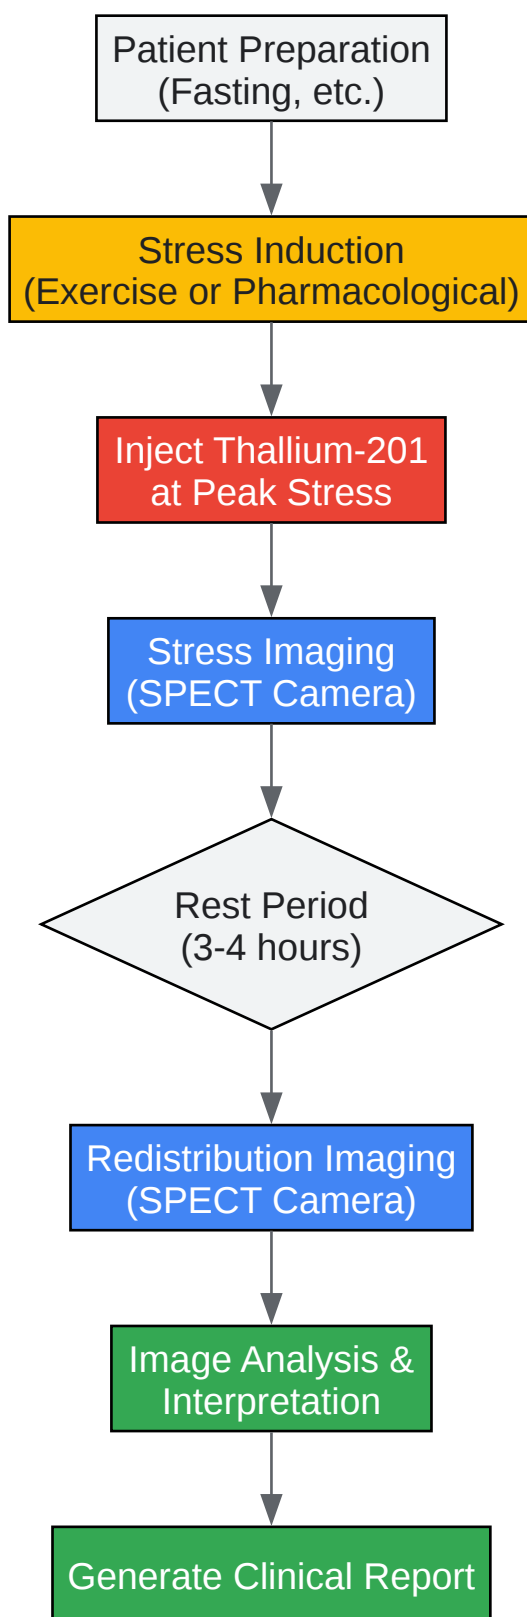 Patient Preparation
(Fasting, etc.)
Stress Induction
(Exercise or Pharmacological)
Inject Thallium-201
at Peak Stress
Stress Imaging
(SPECT Camera)
Rest Period
(3-4 hours)
Redistribution Imaging
(SPECT Camera)
Image Analysis &
Interpretation
Generate Clinical Report